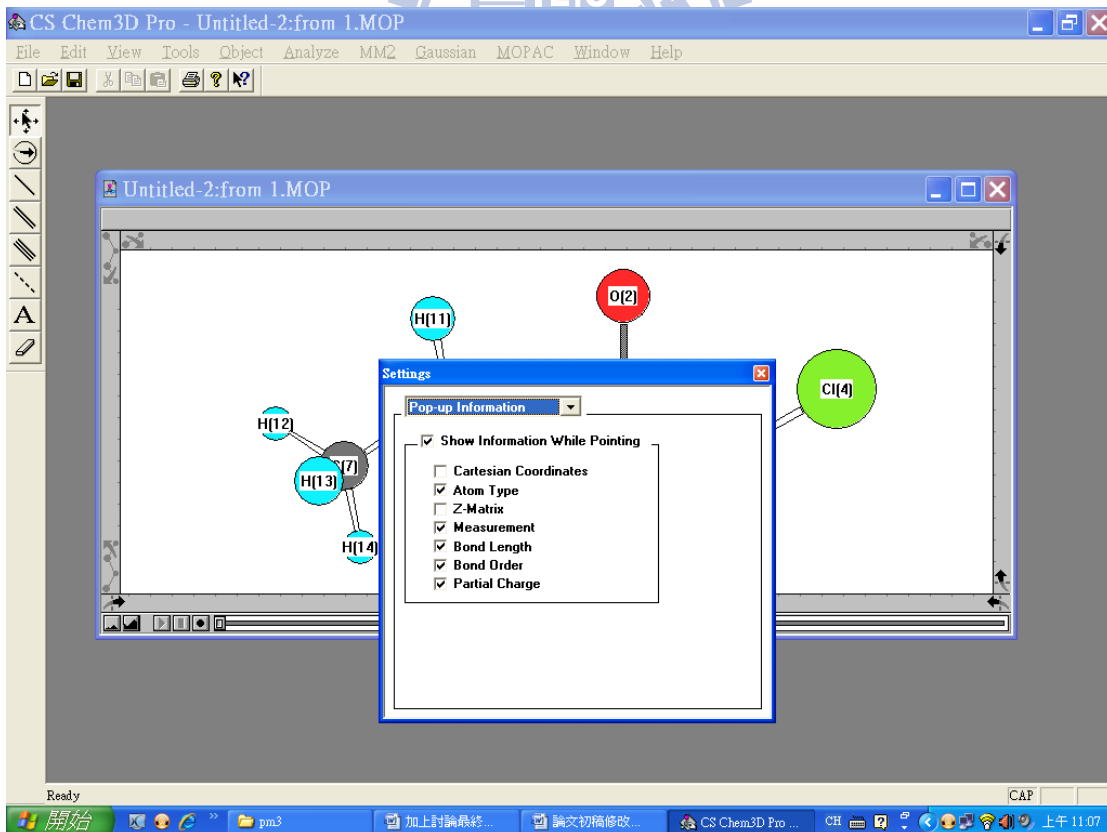 CS Chem3D Pro - Untitled-2:from 1.MOP
File Edit View Tools Object Analyze MM2 Gaussian MOPAC Window Help
Untitled-2:from 1.MOP
O(2)
H(11)
Cl(4)
H(12)
(7)
H(13)
H(14)
Settings
Pop-up Information
Show Information While Pointing
Cartesian Coordinates
Atom Type
Z-Matrix
Measurement
Bond Length
Bond Order
Partial Charge
A
Ready CAP
開始 pm3 加上討論最終... 論文初稿修改... CS Chem3D Pro ... CH 上午 11:07